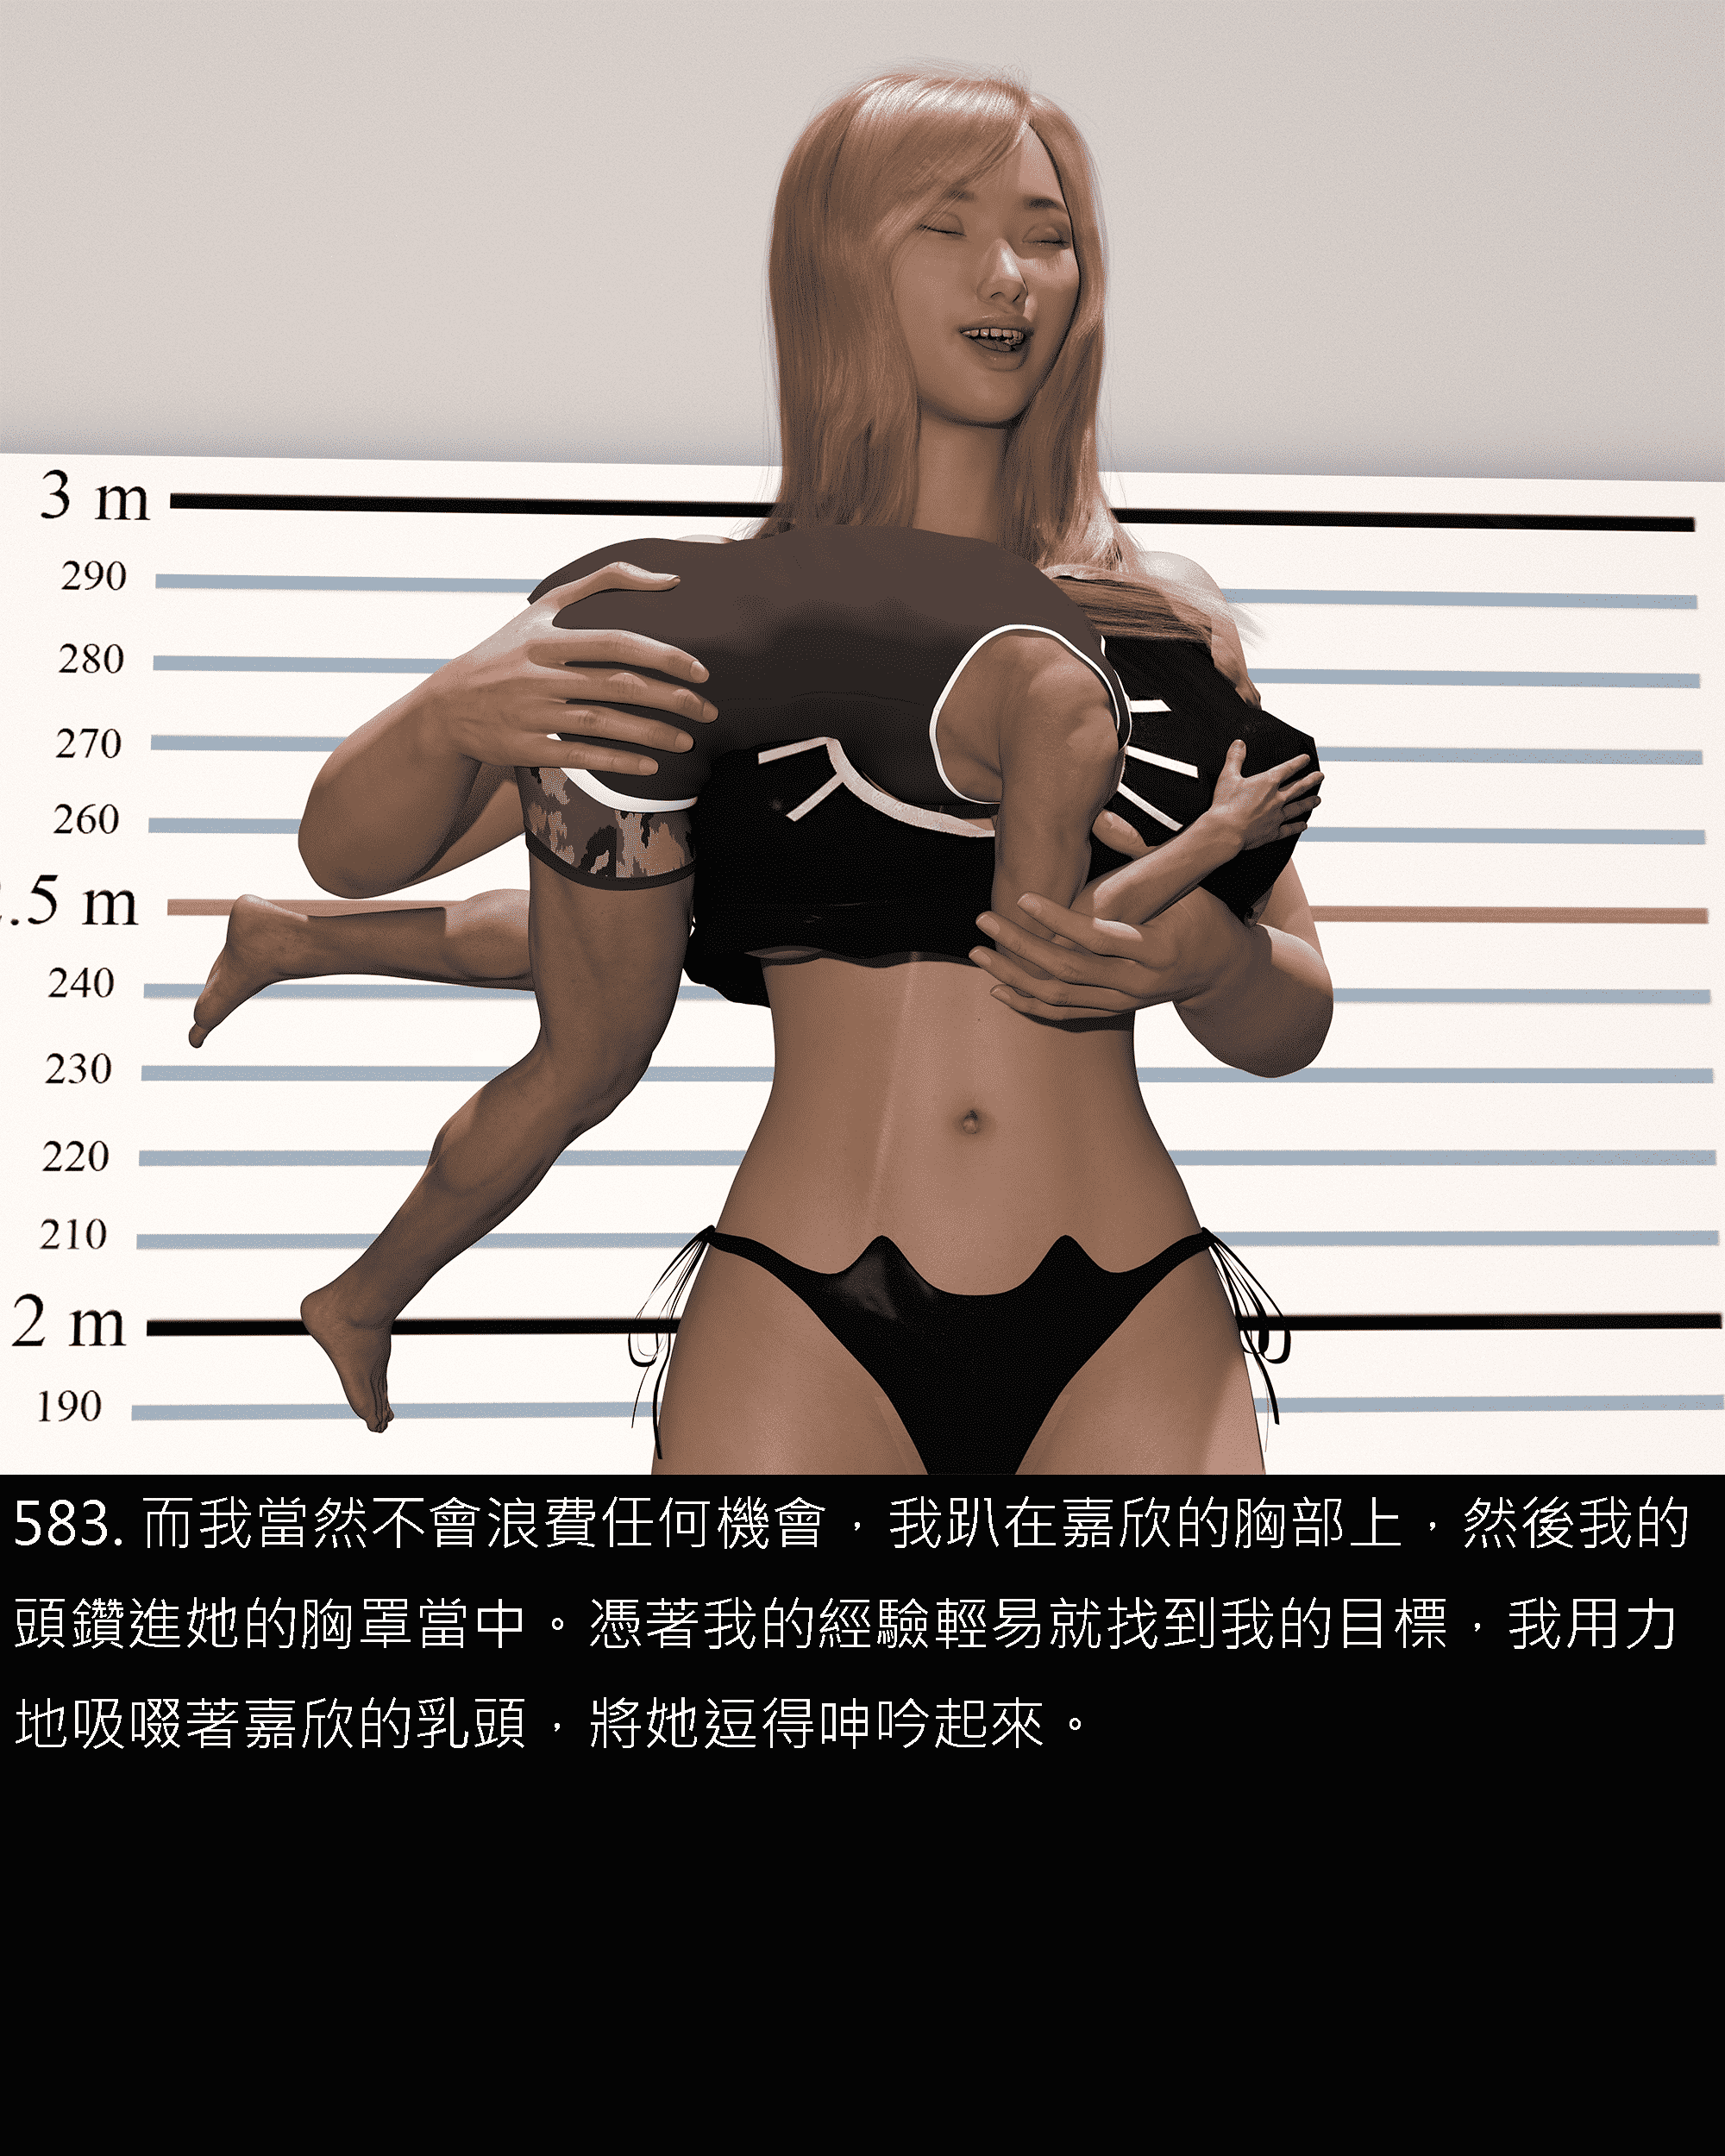 3 m
290
280
270
260
.5 m
240
230
220
210
2 m
190
583. 而我當然不會浪費任何機會，我趴在嘉欣的胸部上，然後我的
頭鑽進她的胸罩當中。憑著我的經驗輕易就找到我的目標，我用力
地吸啜著嘉欣的乳頭，將她逗得呻吟起來。